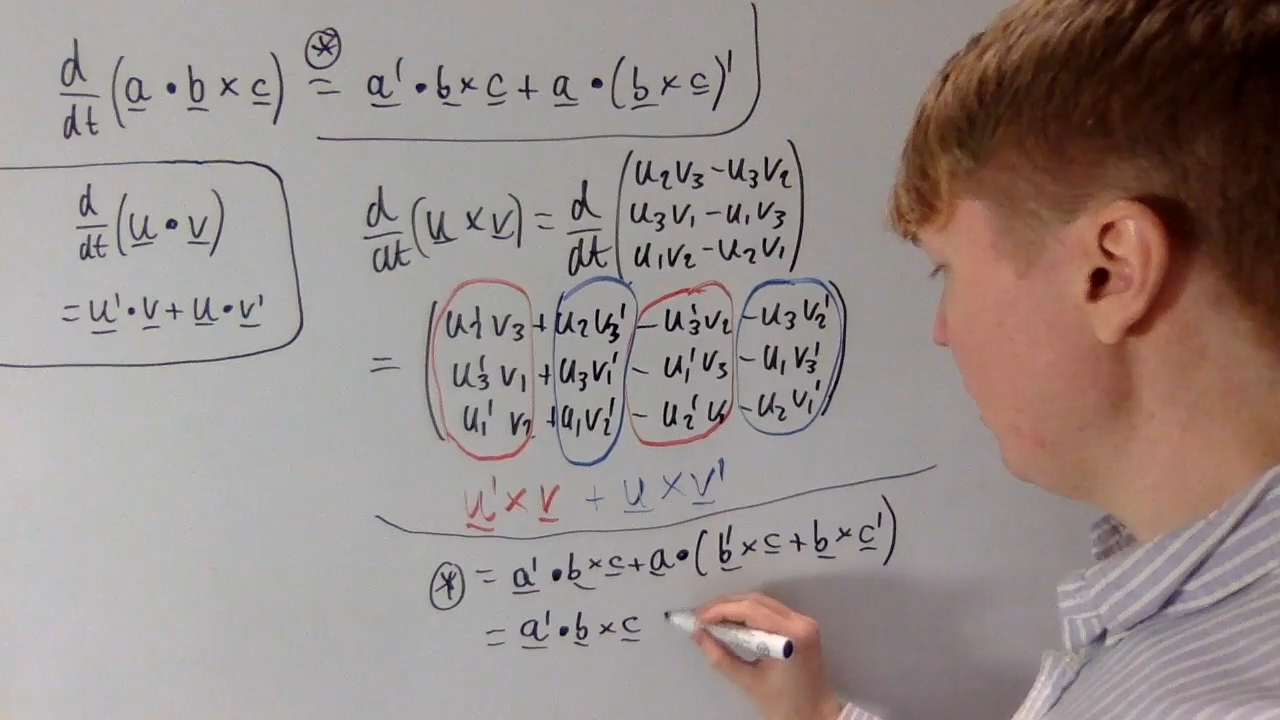 d/dt (a · b × c) ⊛= a' · b × c + a · (b × c)'
d/dt (u · v)
= u' · v + u · v'
d/dt (u × v) = d/dt ( u₂v₃ - u₃v₂
u₃v₁ - u₁v₃
u₁v₂ - u₂v₁ )
= ( u₂'v₃ + u₂v₃' - u₃'v₂ - u₃v₂'
u₃'v₁ + u₃v₁' - u₁'v₃ - u₁v₃'
u₁'v₂ + u₁v₂' - u₂'v₁ - u₂v₁' )
u' × v + u × v'
⊛ = a' · b × c + a · (b' × c + b × c')
= a' · b × c